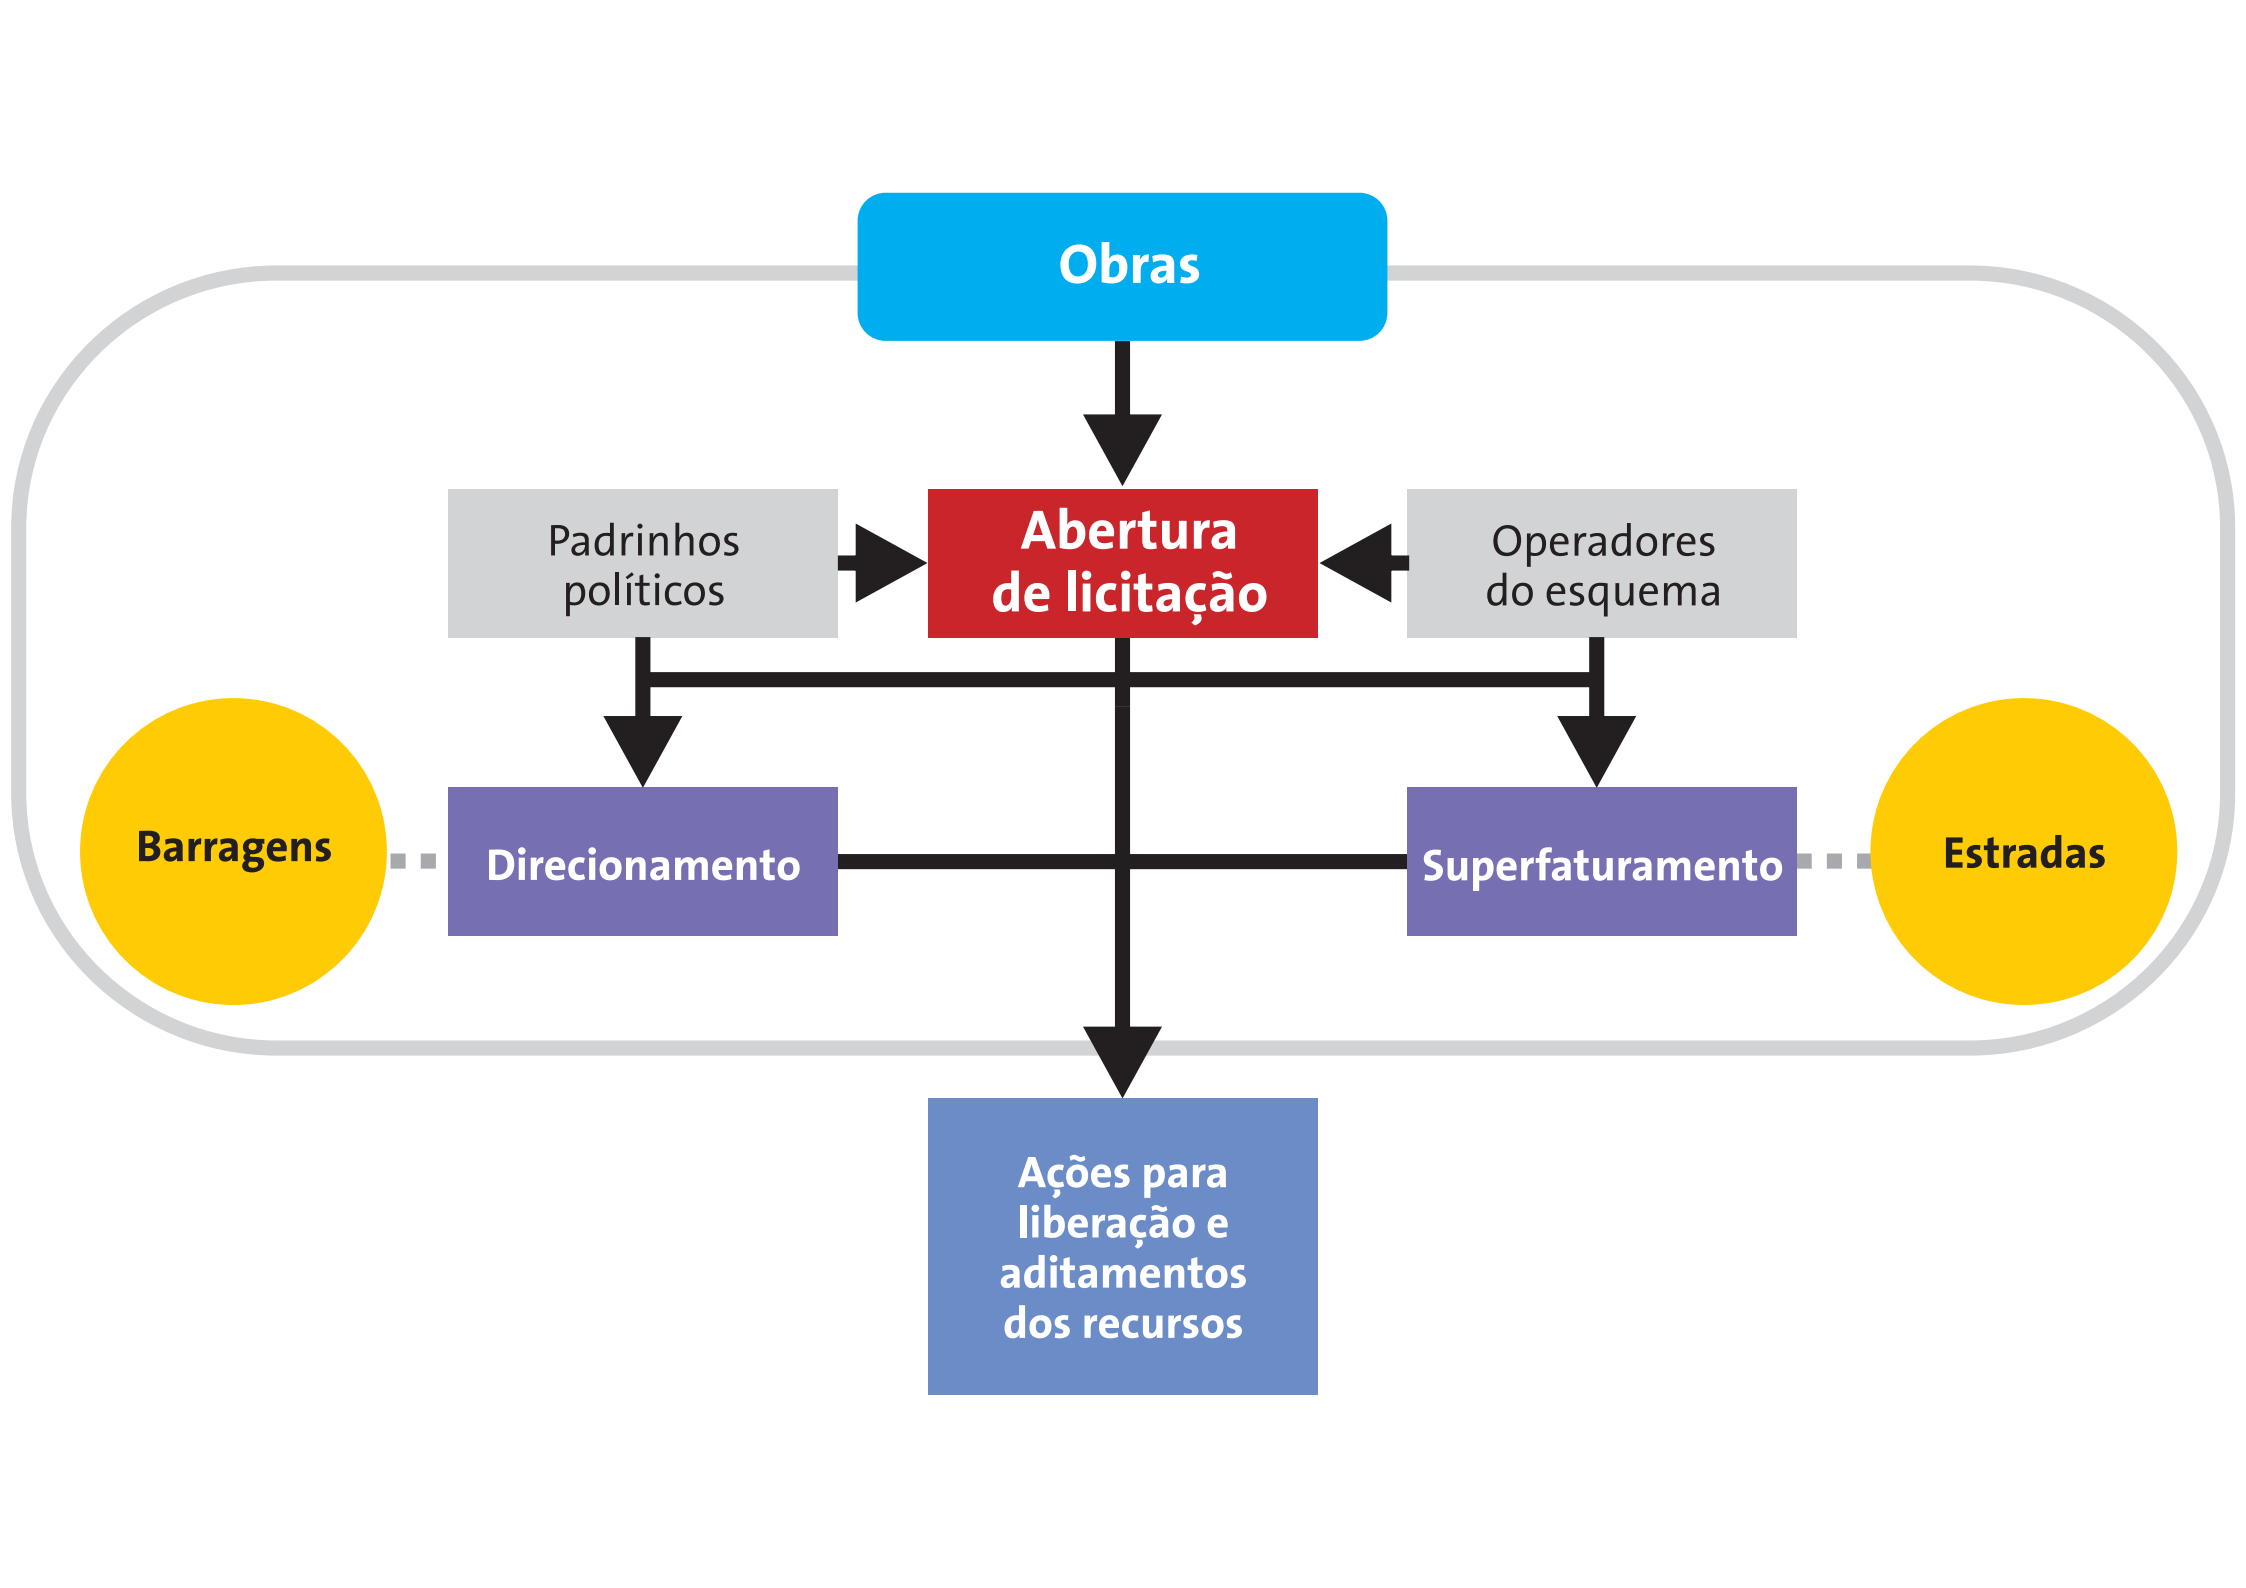 Obras
Padrinhos
políticos
Abertura
de licitação
Operadores
do esquema
Barragens
Direcionamento
Superfaturamento
Estradas
Ações para
liberação e
aditamentos
dos recursos